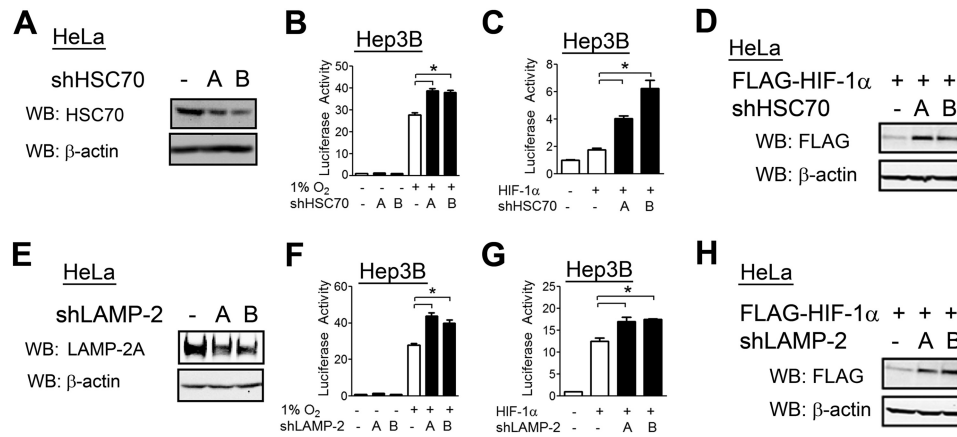 A
HeLa
shHSC70 - A B
WB: HSC70
WB: β-actin
B
Hep3B
Luciferase Activity
50
40
30
20
10
0
*
1% O₂ - - - + + +
shHSC70 - A B - A B
C
Hep3B
Luciferase Activity
8
6
4
2
0
*
HIF-1α - + + +
shHSC70 - - A B
D
HeLa
FLAG-HIF-1α + + +
shHSC70 - A B
WB: FLAG
WB: β-actin
E
HeLa
shLAMP-2 - A B
WB: LAMP-2A
WB: β-actin
F
Hep3B
Luciferase Activity
60
40
20
0
*
1% O₂ - - - + + +
shLAMP-2 - A B - A B
G
Hep3B
Luciferase Activity
25
20
15
10
5
0
*
HIF-1α - + + +
shLAMP-2 - - A B
H
HeLa
FLAG-HIF-1α + + +
shLAMP-2 - A B
WB: FLAG
WB: β-actin